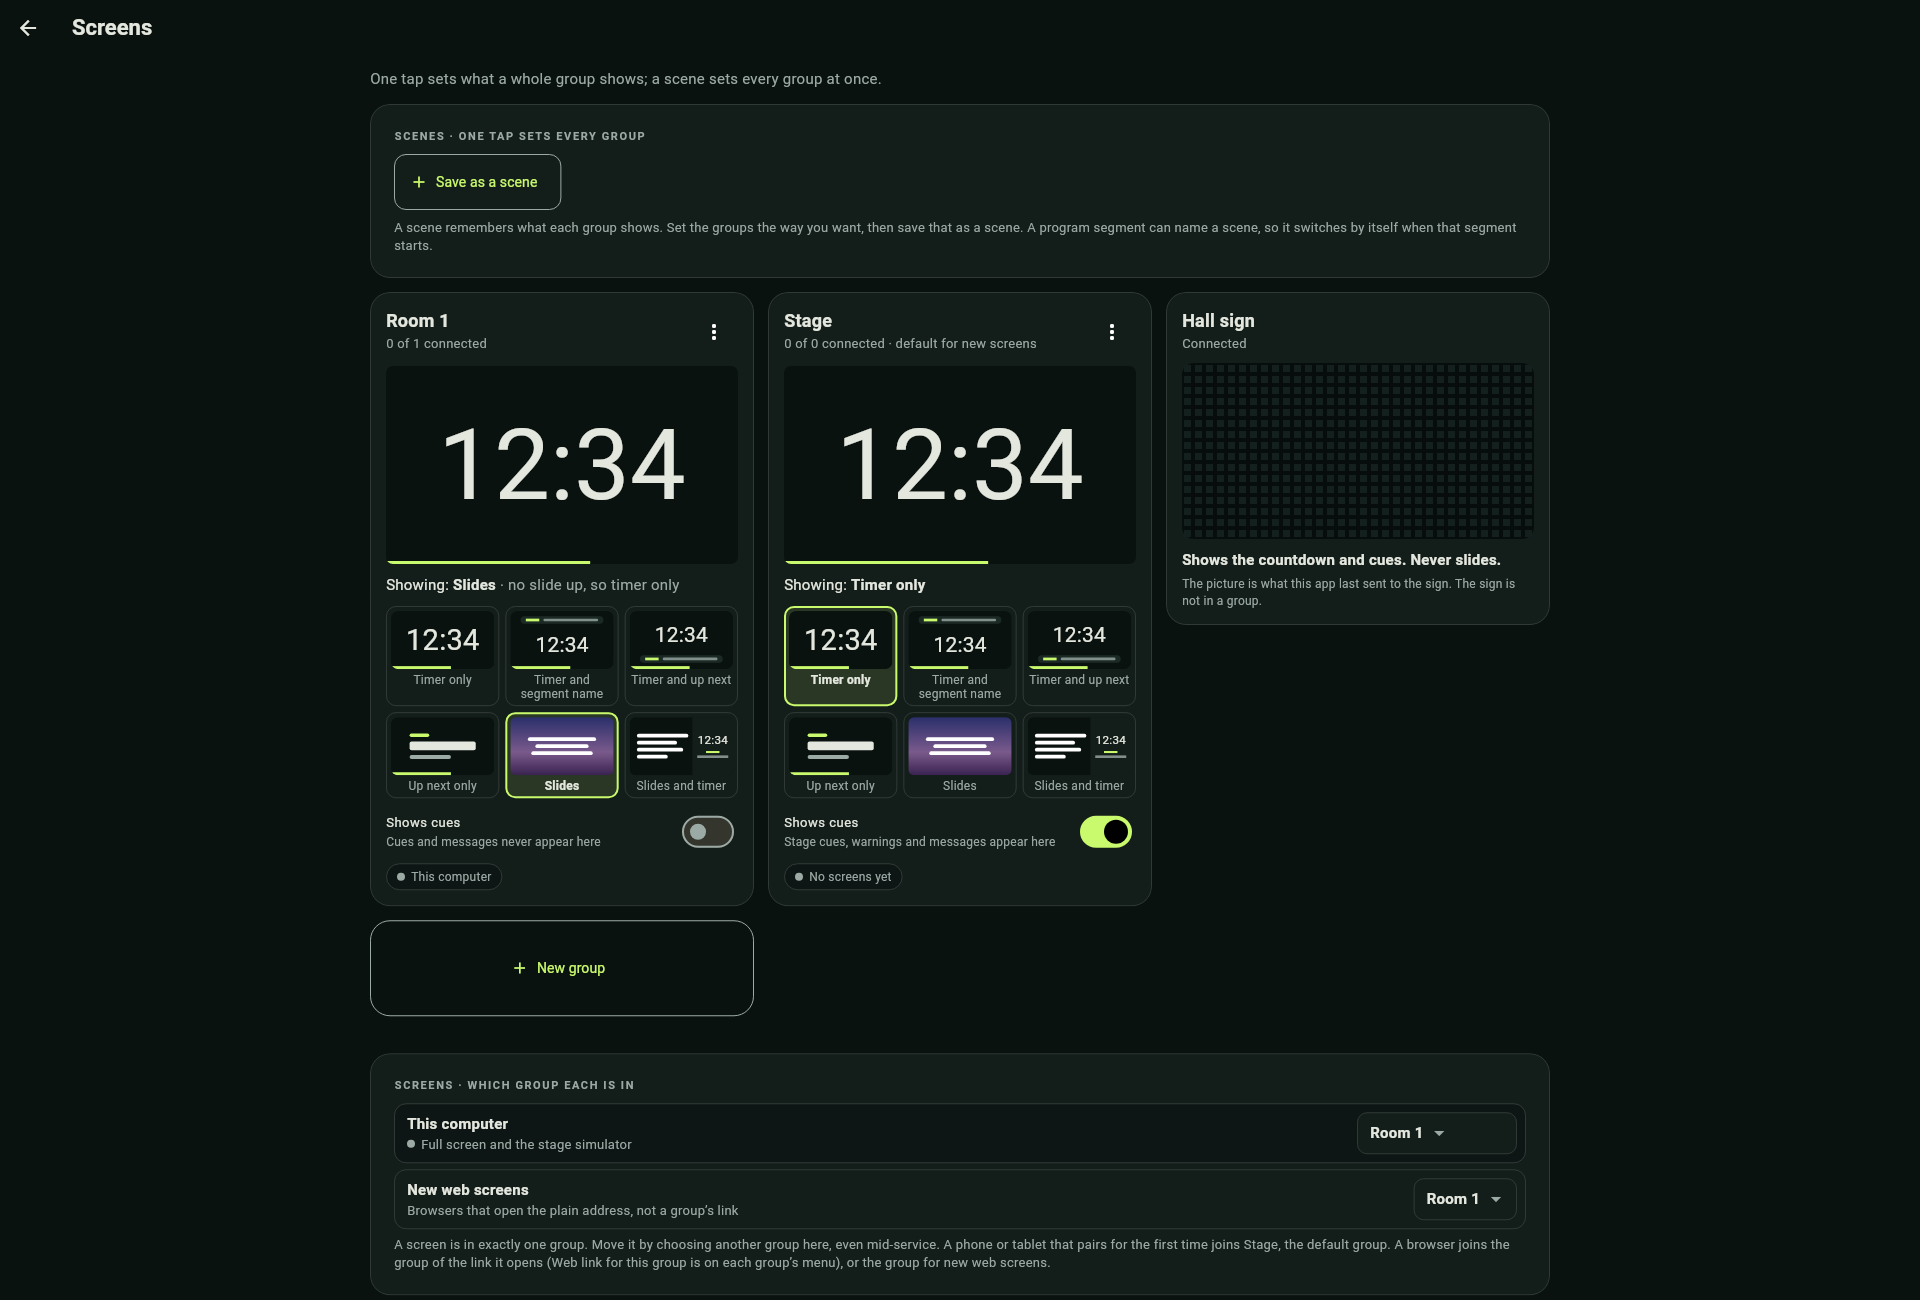 Screens
One tap sets what a whole group shows; a scene sets every group at once.
SCENES · ONE TAP SETS EVERY GROUP
+ Save as a scene
A scene remembers what each group shows. Set the groups the way you want, then save that as a scene. A program segment can name a scene, so it switches by itself when that segment
starts.
Room 1
0 of 1 connected
12:34
Showing: Slides · no slide up, so timer only
12:34
Timer only
12:34
Timer and
segment name
12:34
Timer and up next
Up next only
Slides
12:34
Slides and timer
Shows cues
Cues and messages never appear here
This computer
Stage
0 of 0 connected · default for new screens
12:34
Showing: Timer only
12:34
Timer only
12:34
Timer and
segment name
12:34
Timer and up next
Up next only
Slides
12:34
Slides and timer
Shows cues
Stage cues, warnings and messages appear here
No screens yet
Hall sign
Connected
Shows the countdown and cues. Never slides.
The picture is what this app last sent to the sign. The sign is
not in a group.
+ New group
SCREENS · WHICH GROUP EACH IS IN
This computer
Full screen and the stage simulator
Room 1
New web screens
Browsers that open the plain address, not a group’s link
Room 1
A screen is in exactly one group. Move it by choosing another group here, even mid-service. A phone or tablet that pairs for the first time joins Stage, the default group. A browser joins the
group of the link it opens (Web link for this group is on each group’s menu), or the group for new web screens.